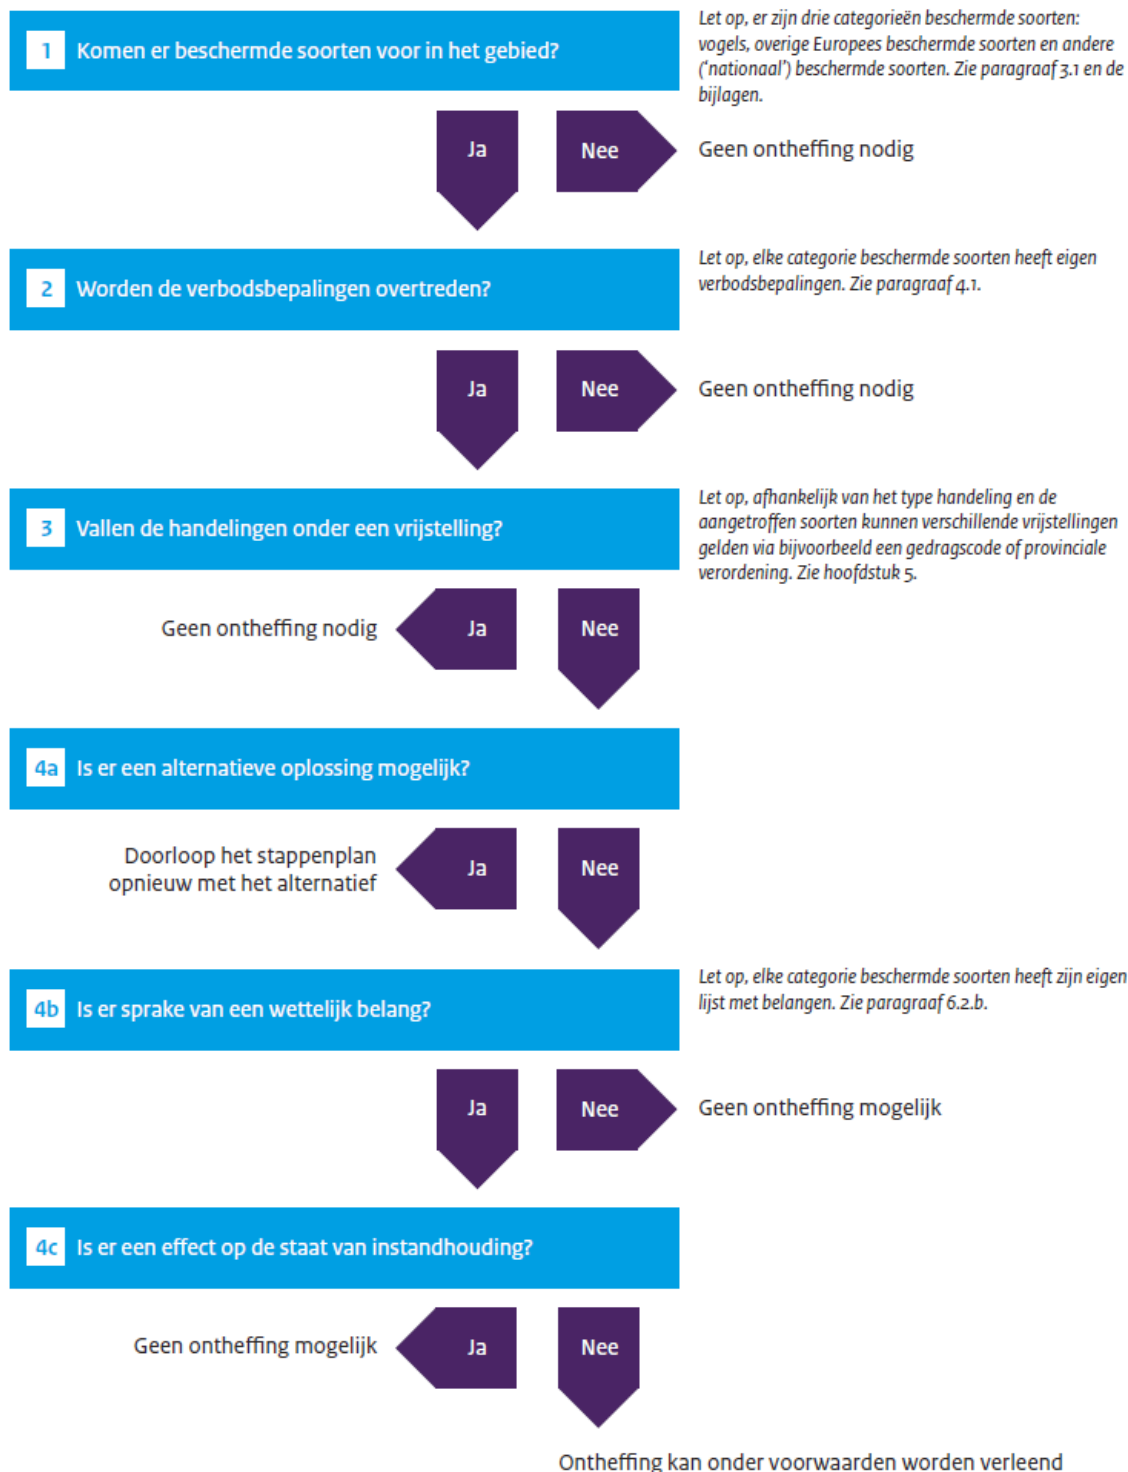 1 Komen er beschermde soorten voor in het gebied?
Let op, er zijn drie categorieën beschermde soorten:
vogels, overige Europees beschermde soorten en andere
(‘nationaal’) beschermde soorten. Zie paragraaf 3.1 en de
bijlagen.
Ja
Nee
Geen ontheffing nodig
2 Worden de verbodsbepalingen overtreden?
Let op, elke categorie beschermde soorten heeft eigen
verbodsbepalingen. Zie paragraaf 4.1.
Ja
Nee
Geen ontheffing nodig
3 Vallen de handelingen onder een vrijstelling?
Let op, afhankelijk van het type handeling en de
aangetroffen soorten kunnen verschillende vrijstellingen
gelden via bijvoorbeeld een gedragscode of provinciale
verordening. Zie hoofdstuk 5.
Geen ontheffing nodig
Ja
Nee
4a Is er een alternatieve oplossing mogelijk?
Doorloop het stappenplan
opnieuw met het alternatief
Ja
Nee
4b Is er sprake van een wettelijk belang?
Let op, elke categorie beschermde soorten heeft zijn eigen
lijst met belangen. Zie paragraaf 6.2.b.
Ja
Nee
Geen ontheffing mogelijk
4c Is er een effect op de staat van instandhouding?
Geen ontheffing mogelijk
Ja
Nee
Ontheffing kan onder voorwaarden worden verleend